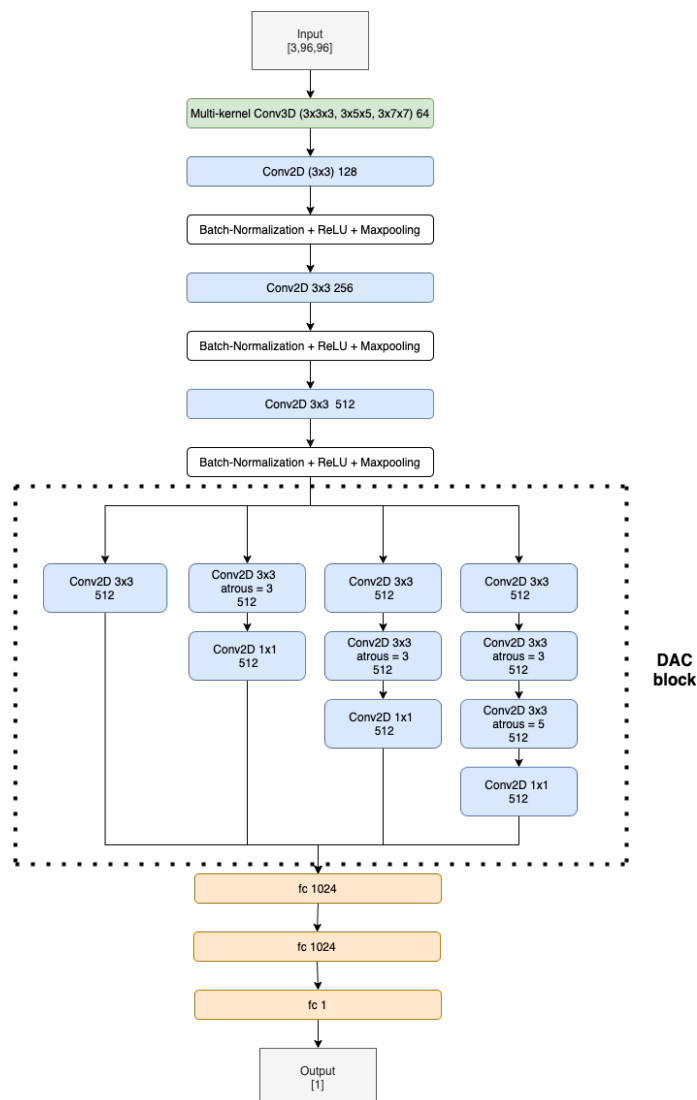 Input
[3,96,96]
Multi-kernel Conv3D (3x3x3, 3x5x5, 3x7x7) 64
Conv2D (3x3) 128
Batch-Normalization + ReLU + Maxpooling
Conv2D 3x3 256
Batch-Normalization + ReLU + Maxpooling
Conv2D 3x3  512
Batch-Normalization + ReLU + Maxpooling
Conv2D 3x3
512
Conv2D 3x3
atrous = 3
512
Conv2D 1x1
512
Conv2D 3x3
512
Conv2D 3x3
atrous = 3
512
Conv2D 1x1
512
Conv2D 3x3
512
Conv2D 3x3
atrous = 3
512
Conv2D 3x3
atrous = 5
512
Conv2D 1x1
512
DAC
block
fc 1024
fc 1024
fc 1
Output
[1]